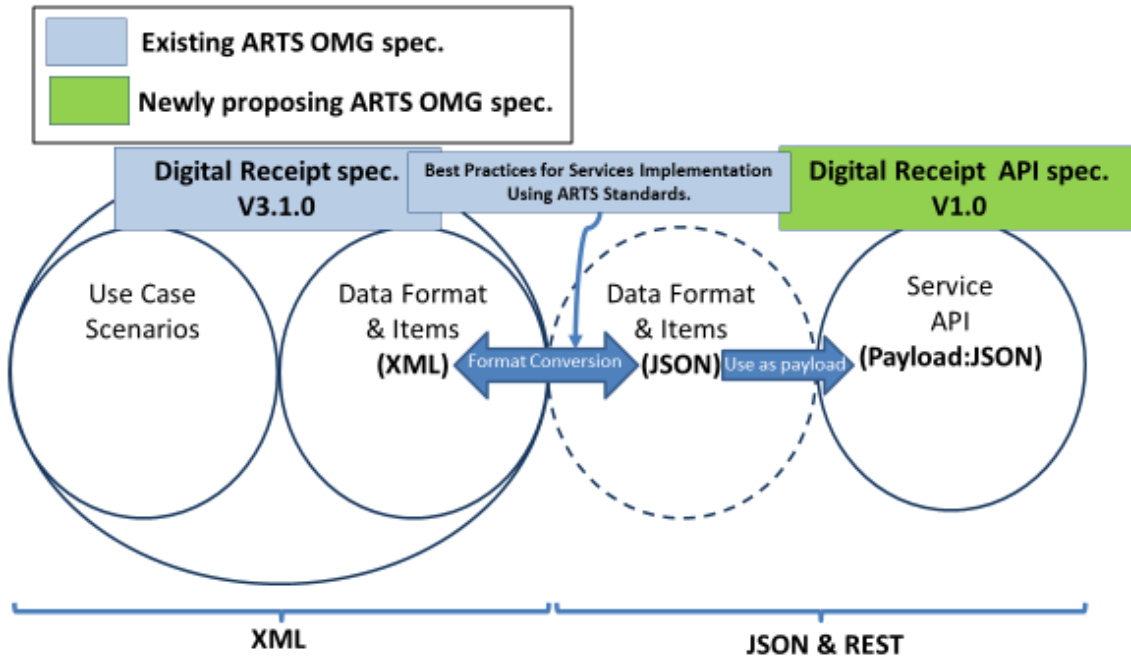 Existing ARTS OMG spec.
Newly proposing ARTS OMG spec.
Digital Receipt spec.
V3.1.0
Best Practices for Services Implementation
Using ARTS Standards.
Digital Receipt API spec.
V1.0
Use Case
Scenarios
Data Format
& Items
(XML)
Format Conversion
Data Format
& Items
(JSON)
Use as payload
Service
API
(Payload:JSON)
XML
JSON & REST